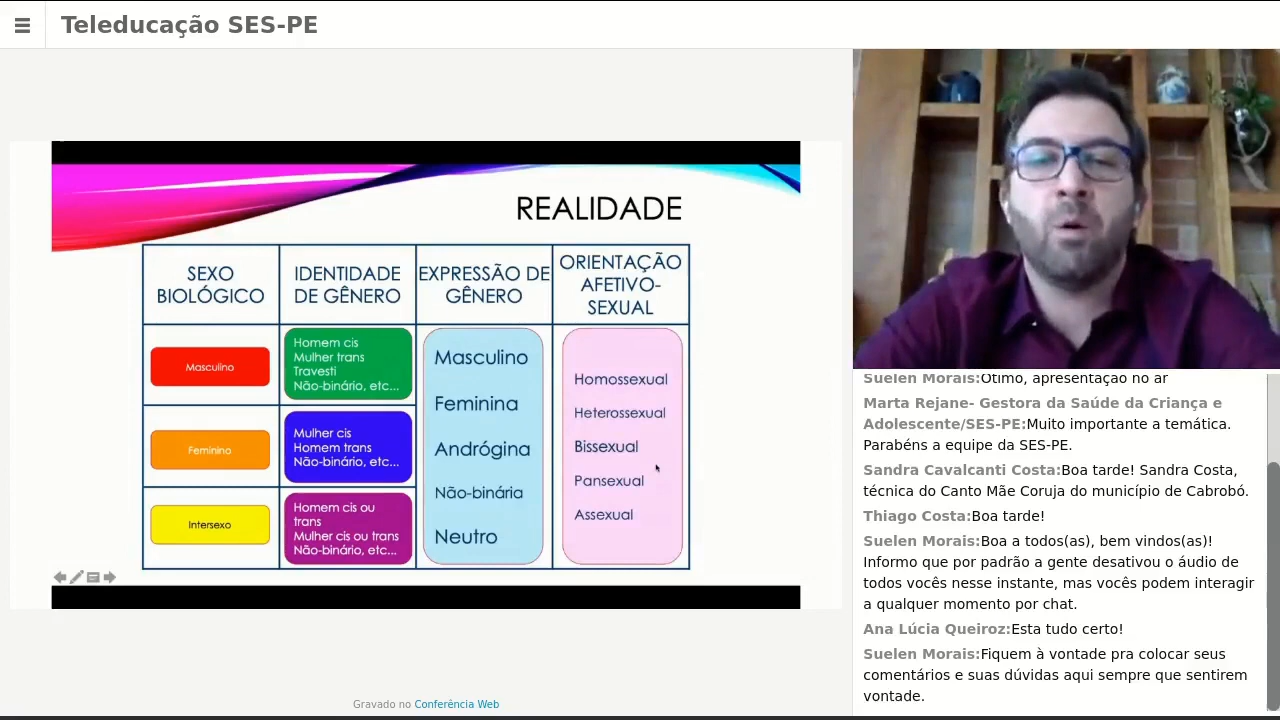 Teleducação SES-PE
REALIDADE
SEXO
BIOLÓGICO
IDENTIDADE
DE GÊNERO
EXPRESSÃO DE
GÊNERO
ORIENTAÇÃO
AFETIVO-
SEXUAL
Masculino
Homem cis
Mulher trans
Travesti
Não-binário, etc...
Feminino
Mulher cis
Homem trans
Não-binário, etc...
Intersexo
Homem cis ou
trans
Mulher cis ou trans
Não-binário, etc...
Masculino
Feminina
Andrógina
Não-binária
Neutro
Homossexual
Heterossexual
Bissexual
Pansexual
Assexual
Gravado no Conferência Web
Suelen Morais:Ótimo, apresentação no ar
Marta Rejane- Gestora da Saúde da Criança e
Adolescente/SES-PE:Muito importante a temática.
Parabéns a equipe da SES-PE.
Sandra Cavalcanti Costa:Boa tarde! Sandra Costa,
técnica do Canto Mãe Coruja do município de Cabrobó.
Thiago Costa:Boa tarde!
Suelen Morais:Boa a todos(as), bem vindos(as)!
Informo que por padrão a gente desativou o áudio de
todos vocês nesse instante, mas vocês podem interagir
a qualquer momento por chat.
Ana Lúcia Queiroz:Esta tudo certo!
Suelen Morais:Fiquem à vontade pra colocar seus
comentários e suas dúvidas aqui sempre que sentirem
vontade.